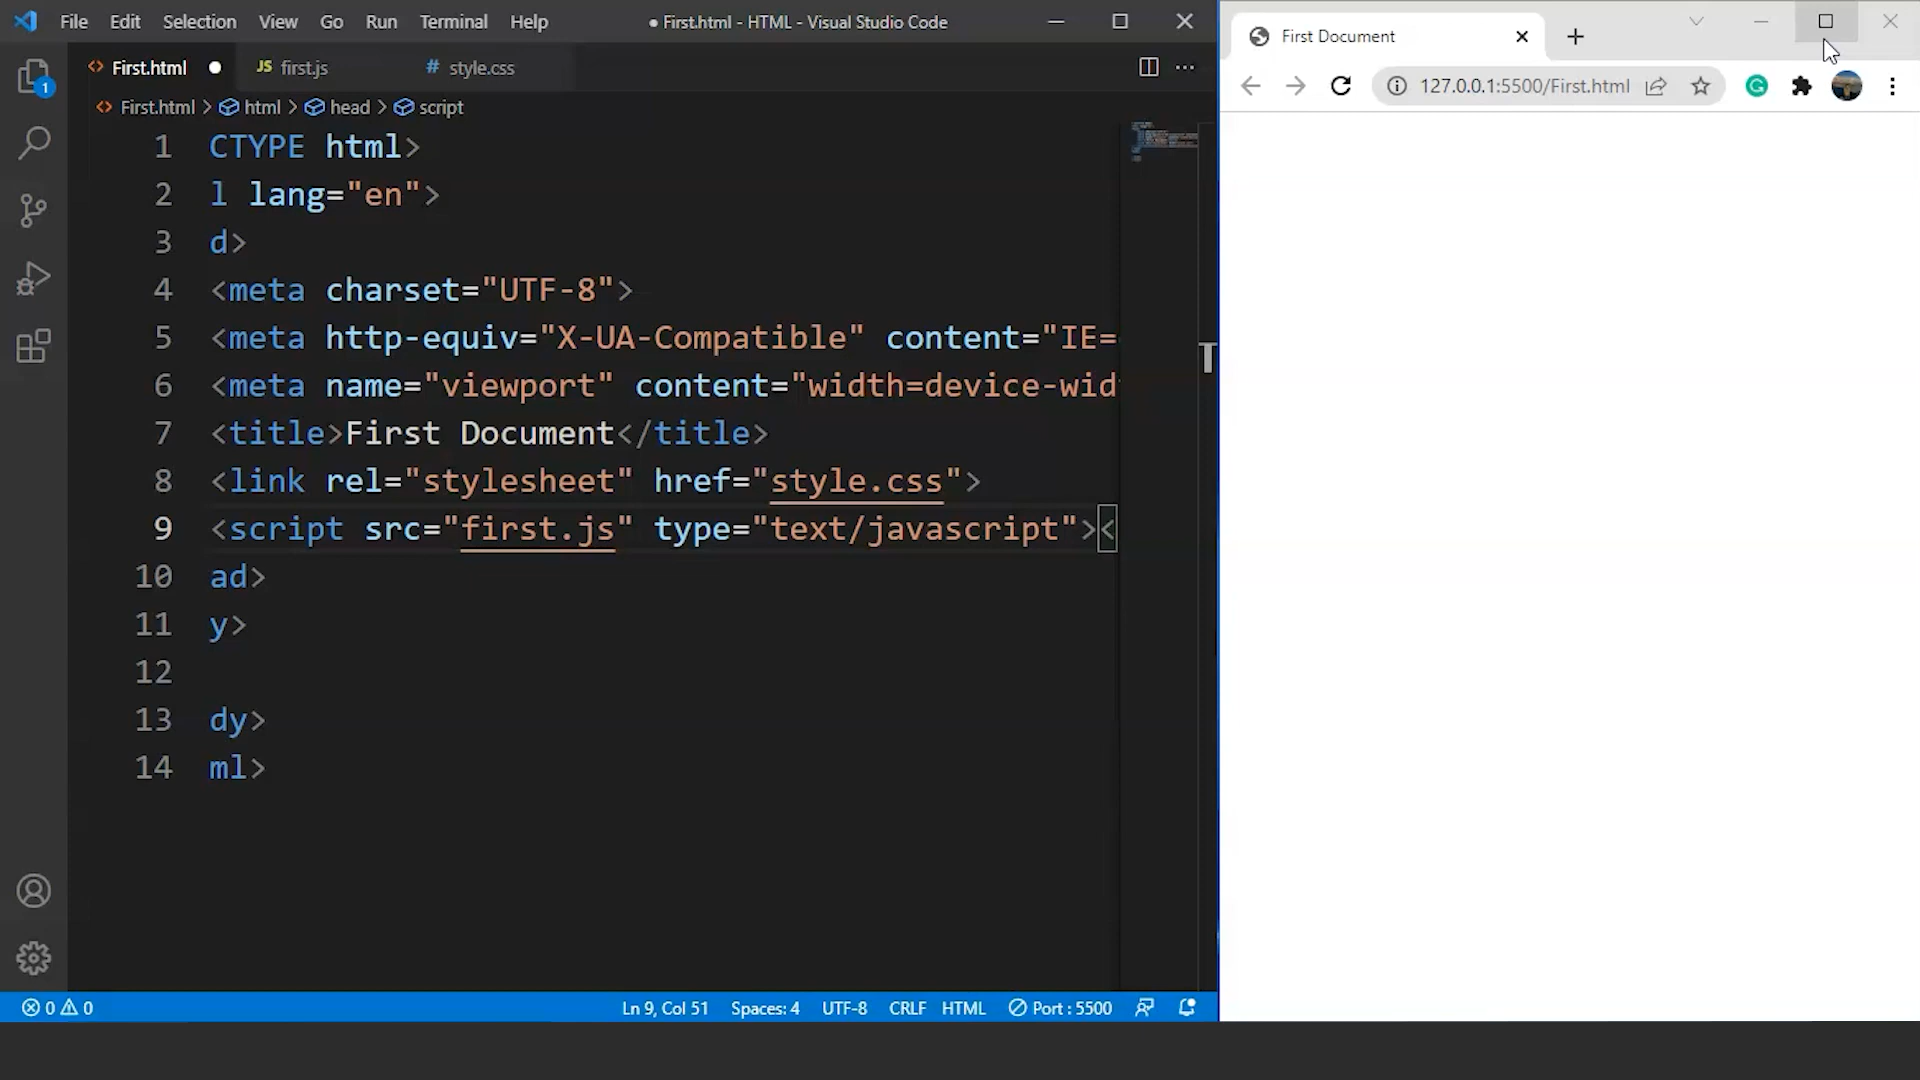 File Edit Selection View Go Run Terminal Help ● First.html - HTML - Visual Studio Code
First.html ● JS first.js # style.css
First.html > html > head > script
1 CTYPE html>
2 l lang="en">
3 d>
4 <meta charset="UTF-8">
5 <meta http-equiv="X-UA-Compatible" content="IE=
6 <meta name="viewport" content="width=device-wid
7 <title>First Document</title>
8 <link rel="stylesheet" href="style.css">
9 <script src="first.js" type="text/javascript"><
10 ad>
11 y>
12
13 dy>
14 ml>
1
0 0 Ln 9, Col 51 Spaces: 4 UTF-8 CRLF HTML Port : 5500
First Document
127.0.0.1:5500/First.html